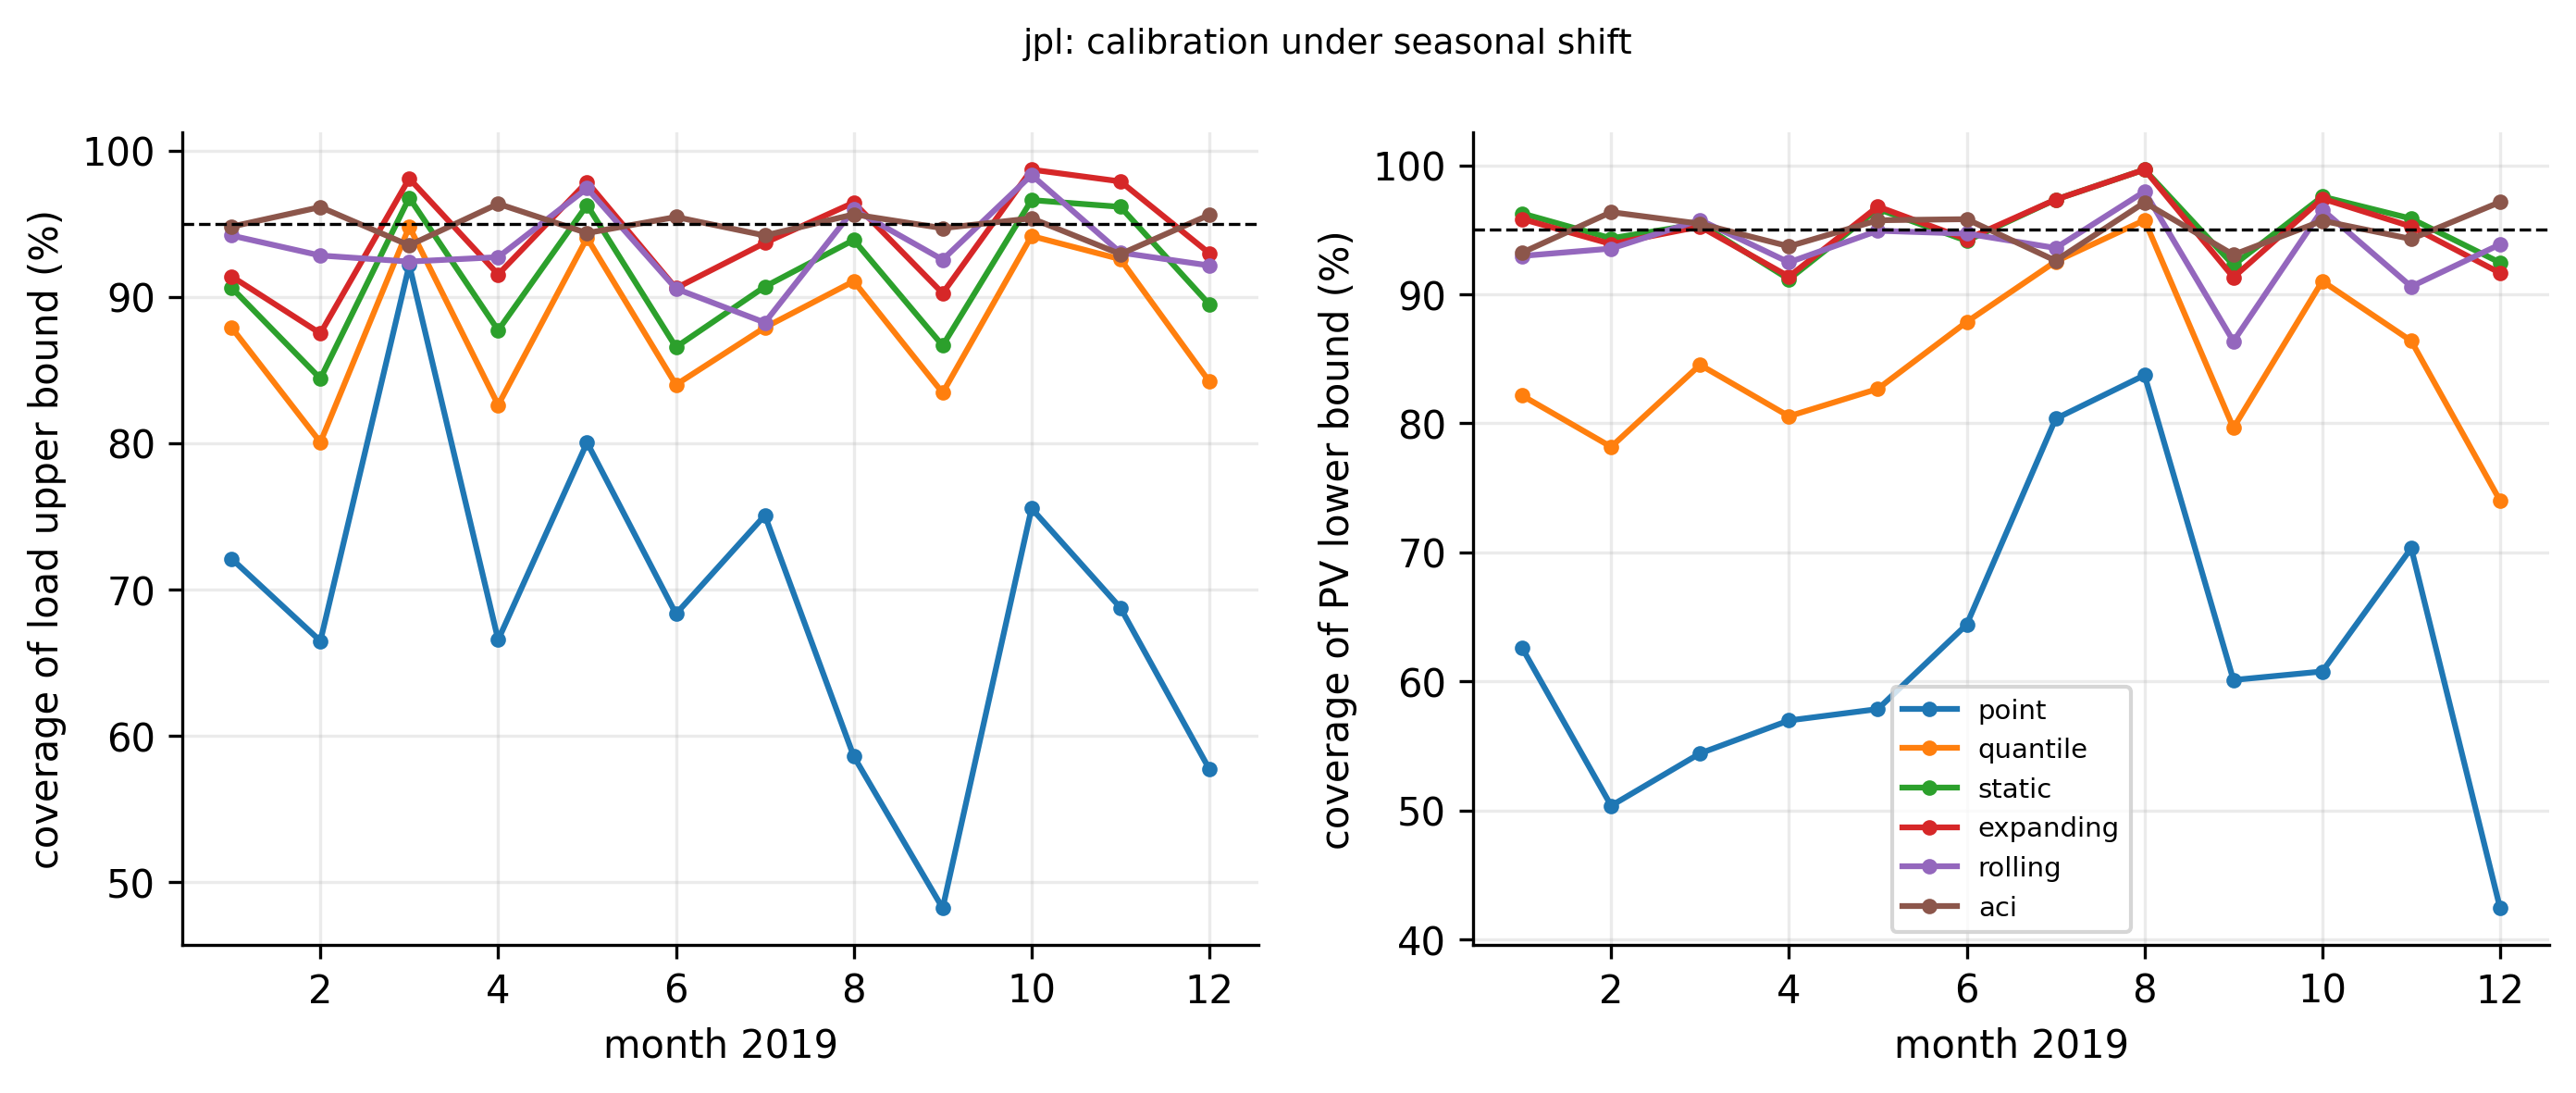 jpl: calibration under seasonal shift
coverage of load upper bound (%)
100
90
80
70
60
50
2 4 6 8 10 12
month 2019
coverage of PV lower bound (%)
100
90
80
70
60
50
40
point
quantile
static
expanding
rolling
aci
2 4 6 8 10 12
month 2019